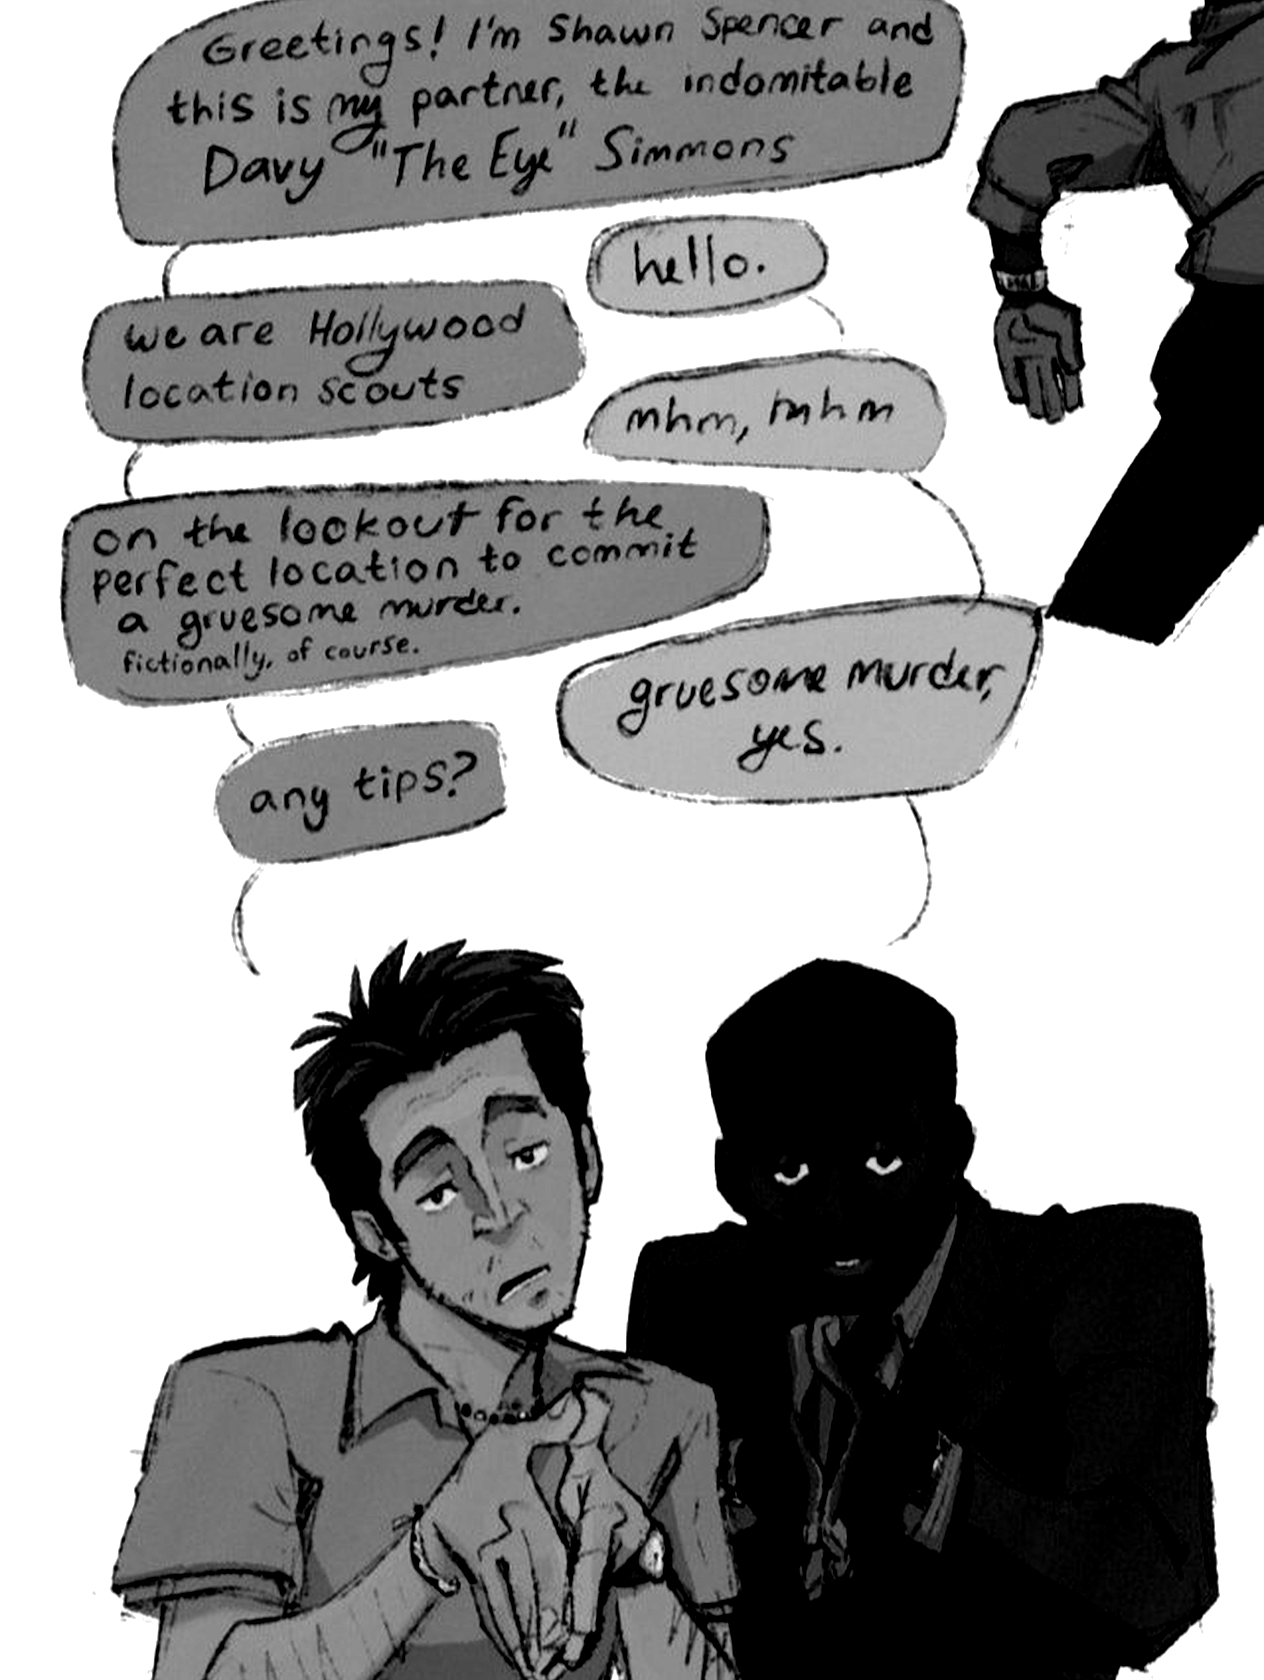 Greetings! I'm Shawn Spencer and
this is my partner, the indomitable
Davy "The Eye" Simmons
hello.
we are Hollywood
location scouts
mhm, mhm
on the lookout for the
perfect location to commit
a gruesome murder.
fictionally, of course.
gruesome murder,
yes.
any tips?